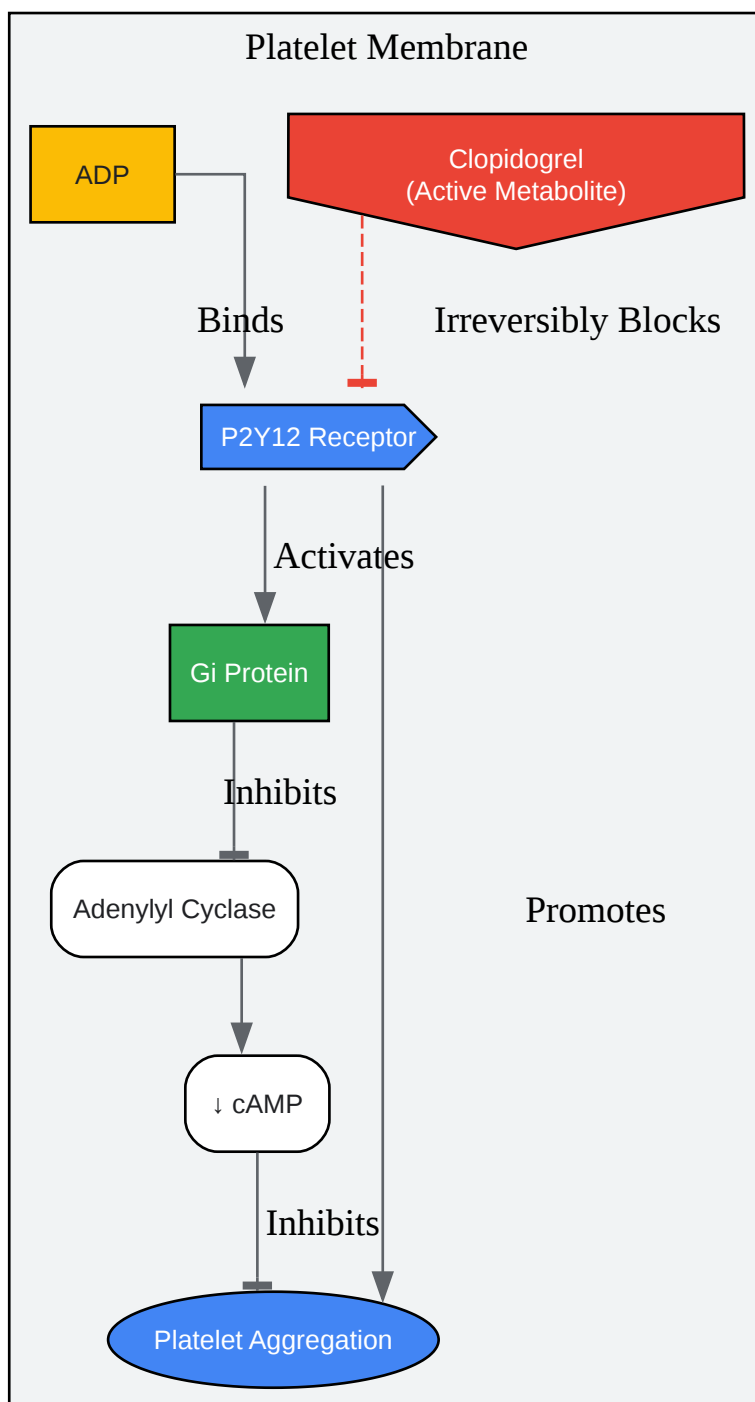 Platelet Membrane
ADP
Clopidogrel
(Active Metabolite)
Binds
Irreversibly Blocks
P2Y12 Receptor
Activates
Gi Protein
Inhibits
Adenylyl Cyclase
Promotes
↓ cAMP
Inhibits
Platelet Aggregation